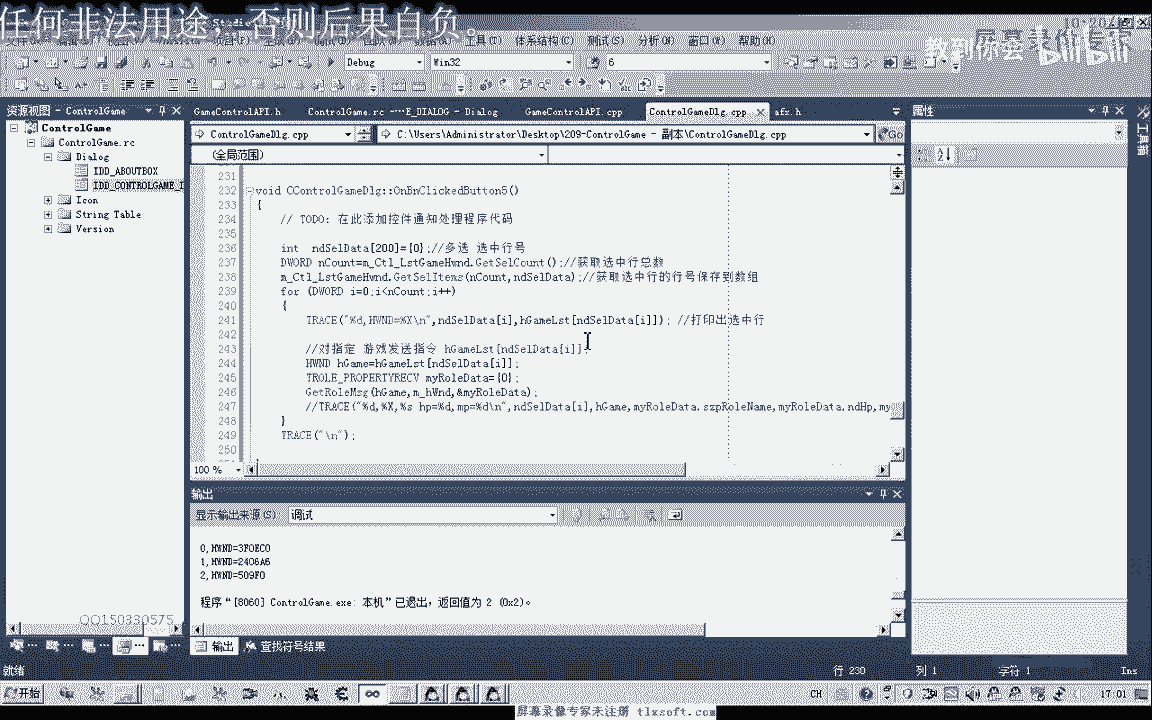 任何非法用途，否则后果自负。
工具(T) 体系结构(C) 测试(S) 分析(N) 窗口(W) 帮助(H)
教到你会 bilibili
Debug Win32 6
资源视图 - ControlGame
GameControlAPI.h ControlGame.rc -...E_DIALOG - Dialog GameControlAPI.cpp ControlGameDlg.cpp afx.h
属性
工具箱
ControlGame
ControlGame.rc
Dialog
IDD_ABOUTBOX
IDD_CONTROLGAME_D
Icon
String Table
Version
ControlGameDlg.cpp C:\Users\Administrator\Desktop\209-ControlGame - 副本\ControlGameDlg.cpp Go
(全局范围)
231
232 void CControlGameDlg::OnBnClickedButton5()
233 {
234 // TODO: 在此添加控件通知处理程序代码
235
236 int ndSelData[200]={0};//多选 选中行号
237 DWORD nCount=m_Ctl_LstGameHwnd.GetSelCount();//获取选中行总数
238 m_Ctl_LstGameHwnd.GetSelItems(nCount,ndSelData);//获取选中行的行号保存到数组
239 for (DWORD i=0;i<nCount;i++)
240 {
241 TRACE("%d,HWND=%X\n",ndSelData[i],hGameLst[ndSelData[i]]); //打印出选中行
242
243 //对指定 游戏发送指令 hGameLst[ndSelData[i]];
244 HWND hGame=hGameLst[ndSelData[i]];
245 TROLE_PROPERTYRECV myRoleData={0};
246 GetRoleMsg(hGame,m_hWnd,&myRoleData);
247 //TRACE("%d,%X,%s hp=%d,mp=%d\n",ndSelData[i],hGame,myRoleData.szpRoleName,myRoleData.ndHp,my
248 }
249 TRACE("\n");
250
100 %
输出
显示输出来源(S) 调试
0,HWND=3F0EC0
1,HWND=2406A6
2,HWND=509F0
程序“[8060] ControlGame.exe: 本机”已退出，返回值为 2 (0x2)。
QQ150330575
输出 查找符号结果
就绪 行 230 列 1 字符 1 Ins
开始 CH 17:01
屏幕录像专家未注册 tlxsoft.com